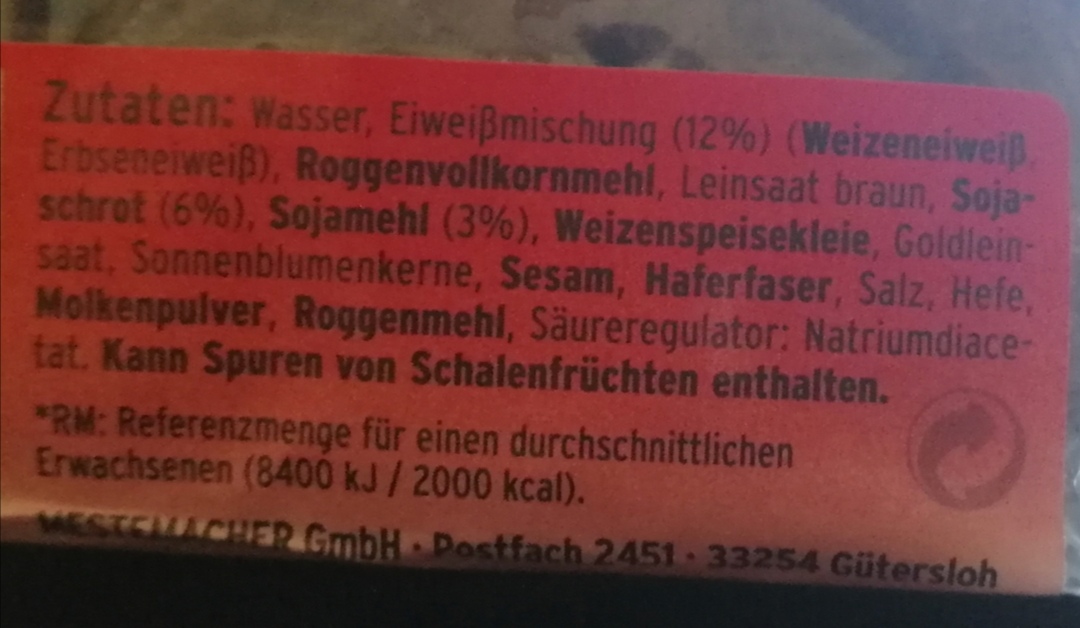 Zutaten: Wasser, Eiweißmischung (12%) (Weizeneiweiß,
Erbseneiweiß), Roggenvollkornmehl, Leinsaat braun, Soja-
schrot (6%), Sojamehl (3%), Weizenspeisekleie, Goldlein-
saat, Sonnenblumenkerne, Sesam, Haferfaser, Salz, Hefe,
Molkenpulver, Roggenmehl, Säureregulator: Natriumdiace-
tat. Kann Spuren von Schalenfrüchten enthalten.
*RM: Referenzmenge für einen durchschnittlichen
Erwachsenen (8400 kJ / 2000 kcal).
MESTEMACHER GmbH · Postfach 2451 · 33254 Gütersloh